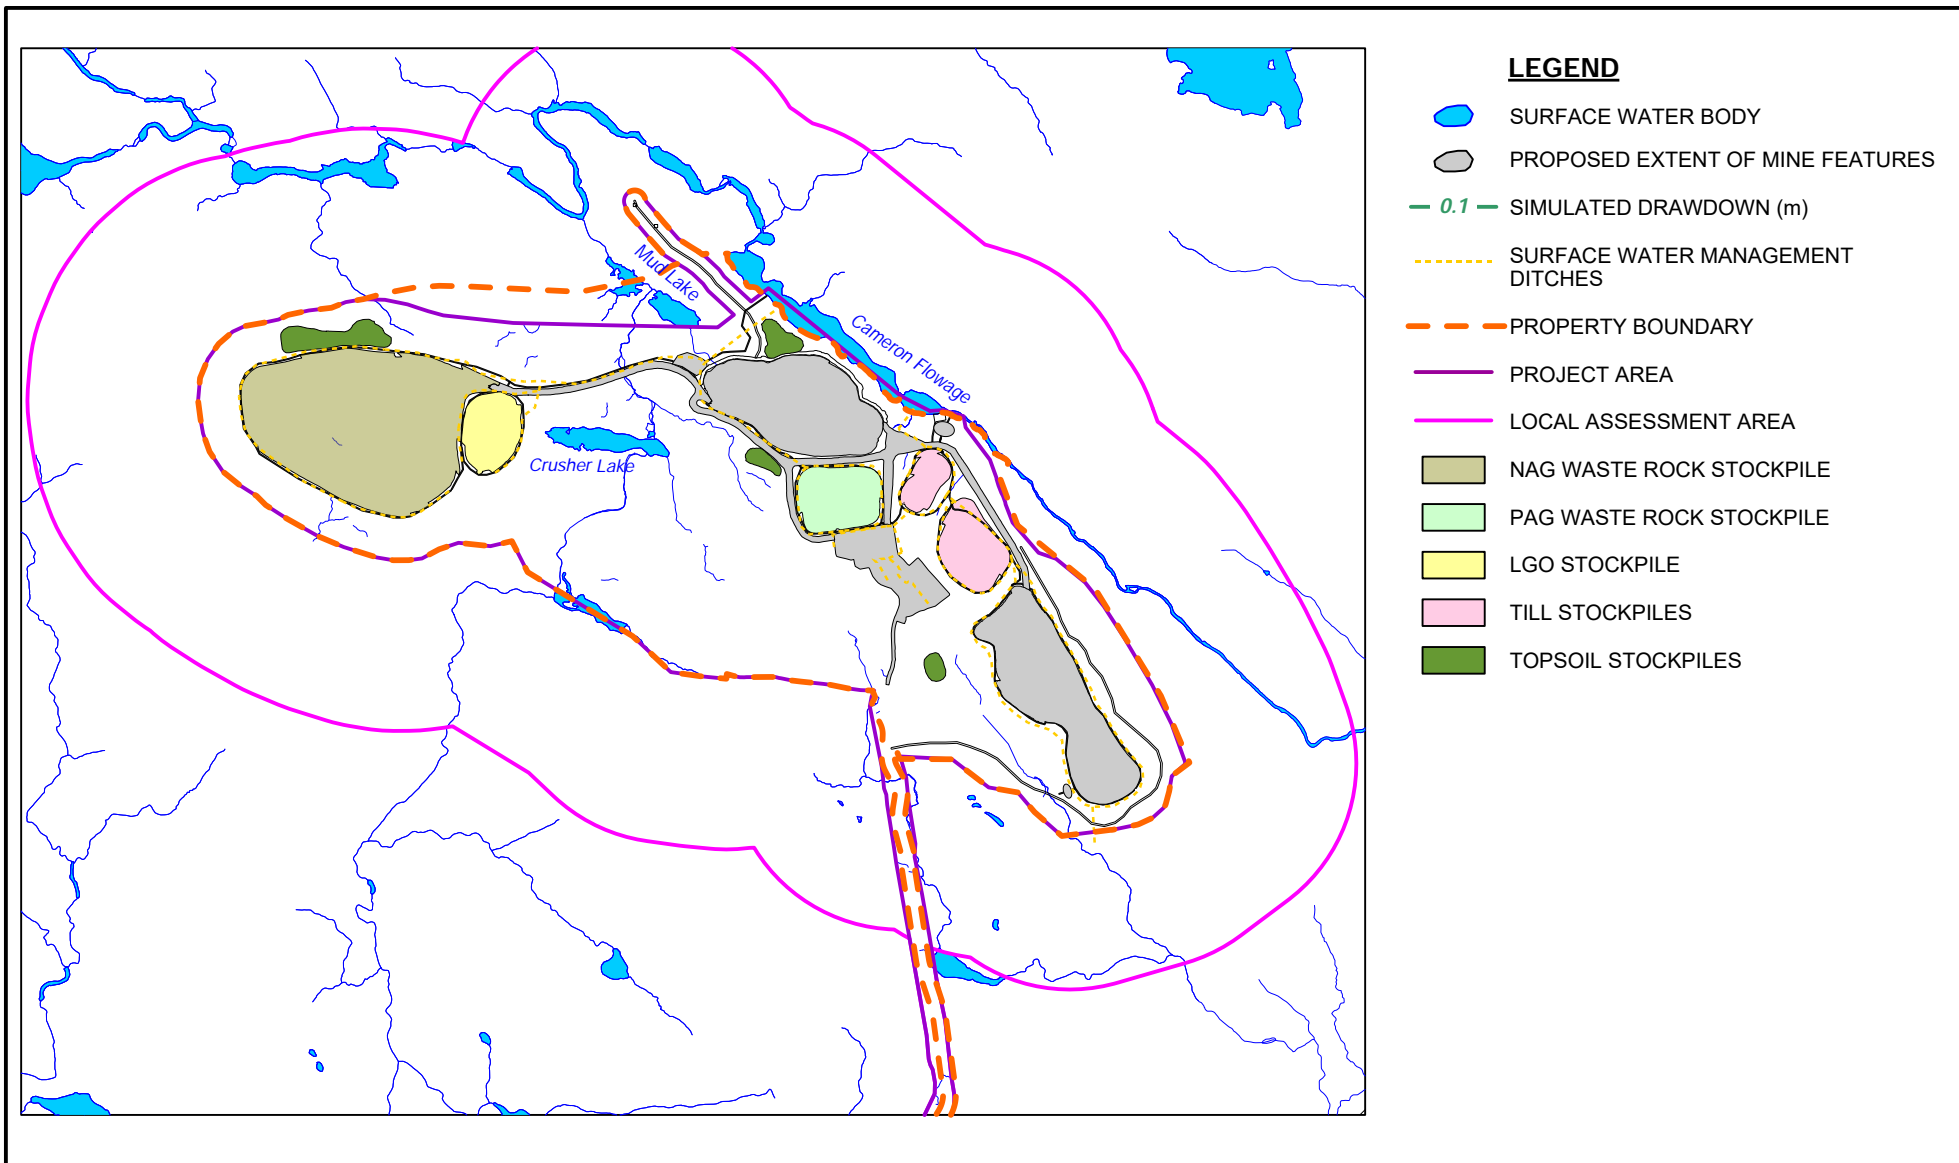 LEGEND
SURFACE WATER BODY
PROPOSED EXTENT OF MINE FEATURES
0.1 SIMULATED DRAWDOWN (m)
SURFACE WATER MANAGEMENT
DITCHES
PROPERTY BOUNDARY
PROJECT AREA
LOCAL ASSESSMENT AREA
NAG WASTE ROCK STOCKPILE
PAG WASTE ROCK STOCKPILE
LGO STOCKPILE
TILL STOCKPILES
TOPSOIL STOCKPILES
Mud Lake
Cameron Flowage
Crusher Lake